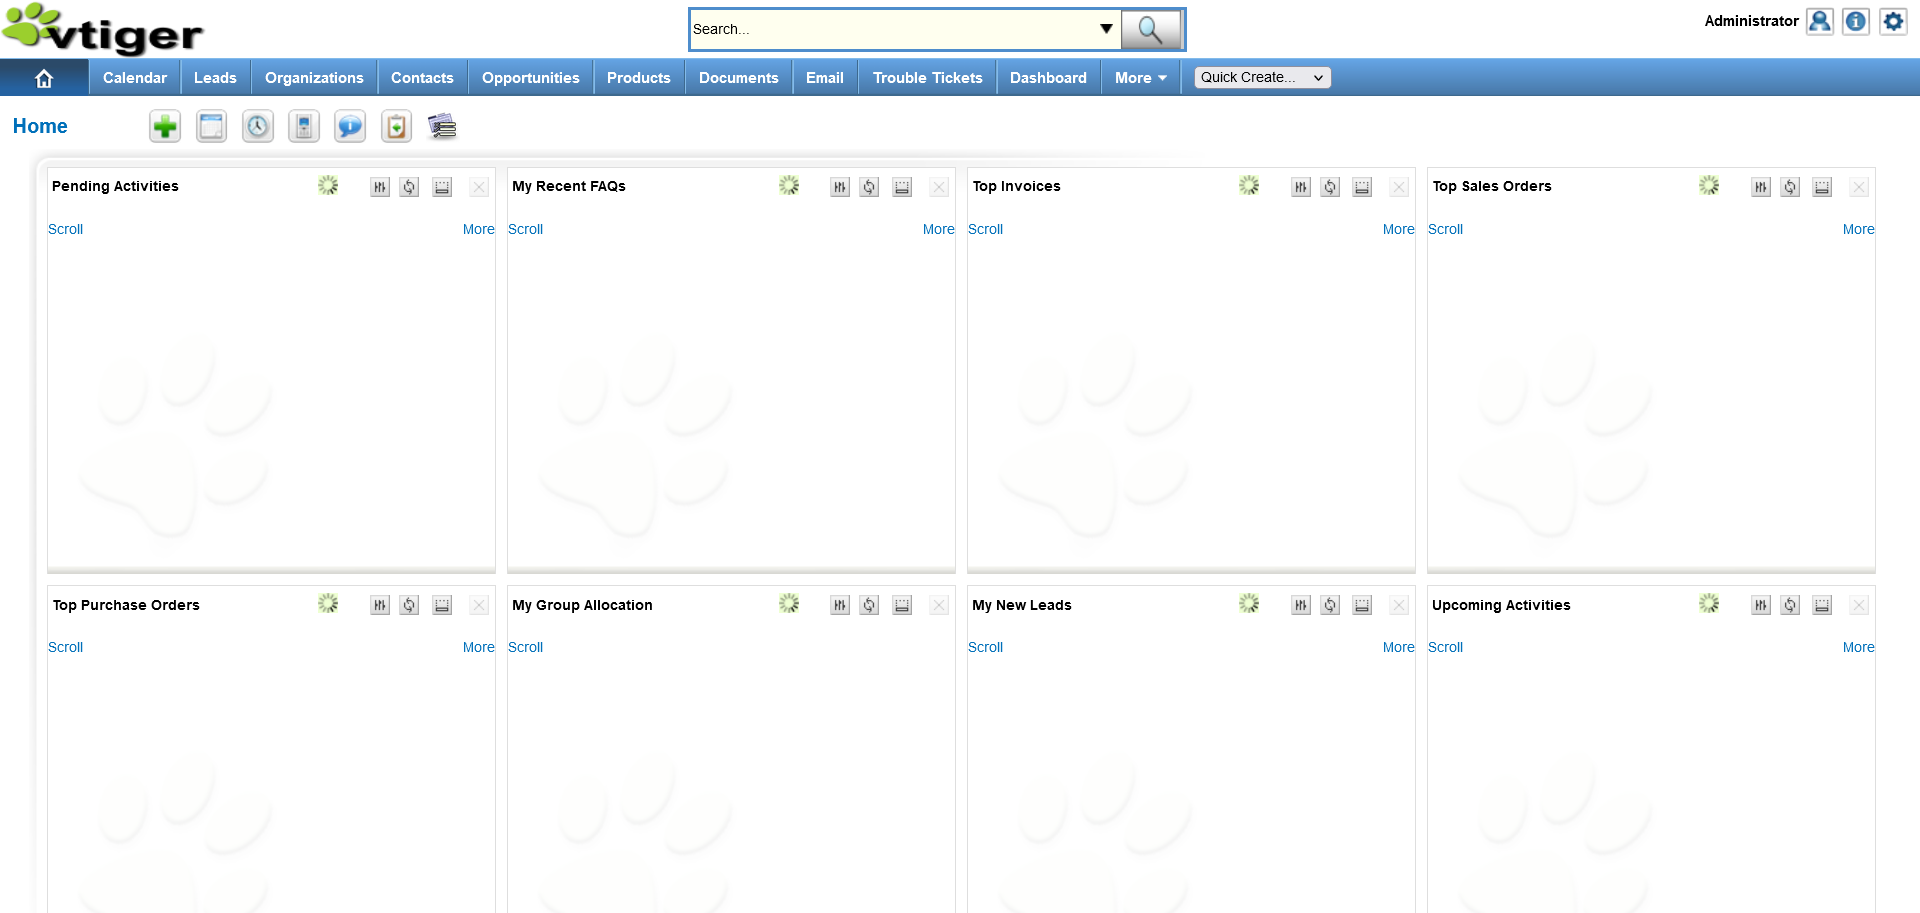 vtiger
Search...
Administrator
Calendar Leads Organizations Contacts Opportunities Products Documents Email Trouble Tickets Dashboard More Quick Create...
Home
Pending Activities
Scroll More
My Recent FAQs
Scroll More
Top Invoices
Scroll More
Top Sales Orders
Scroll More
Top Purchase Orders
Scroll More
My Group Allocation
Scroll More
My New Leads
Scroll More
Upcoming Activities
Scroll More